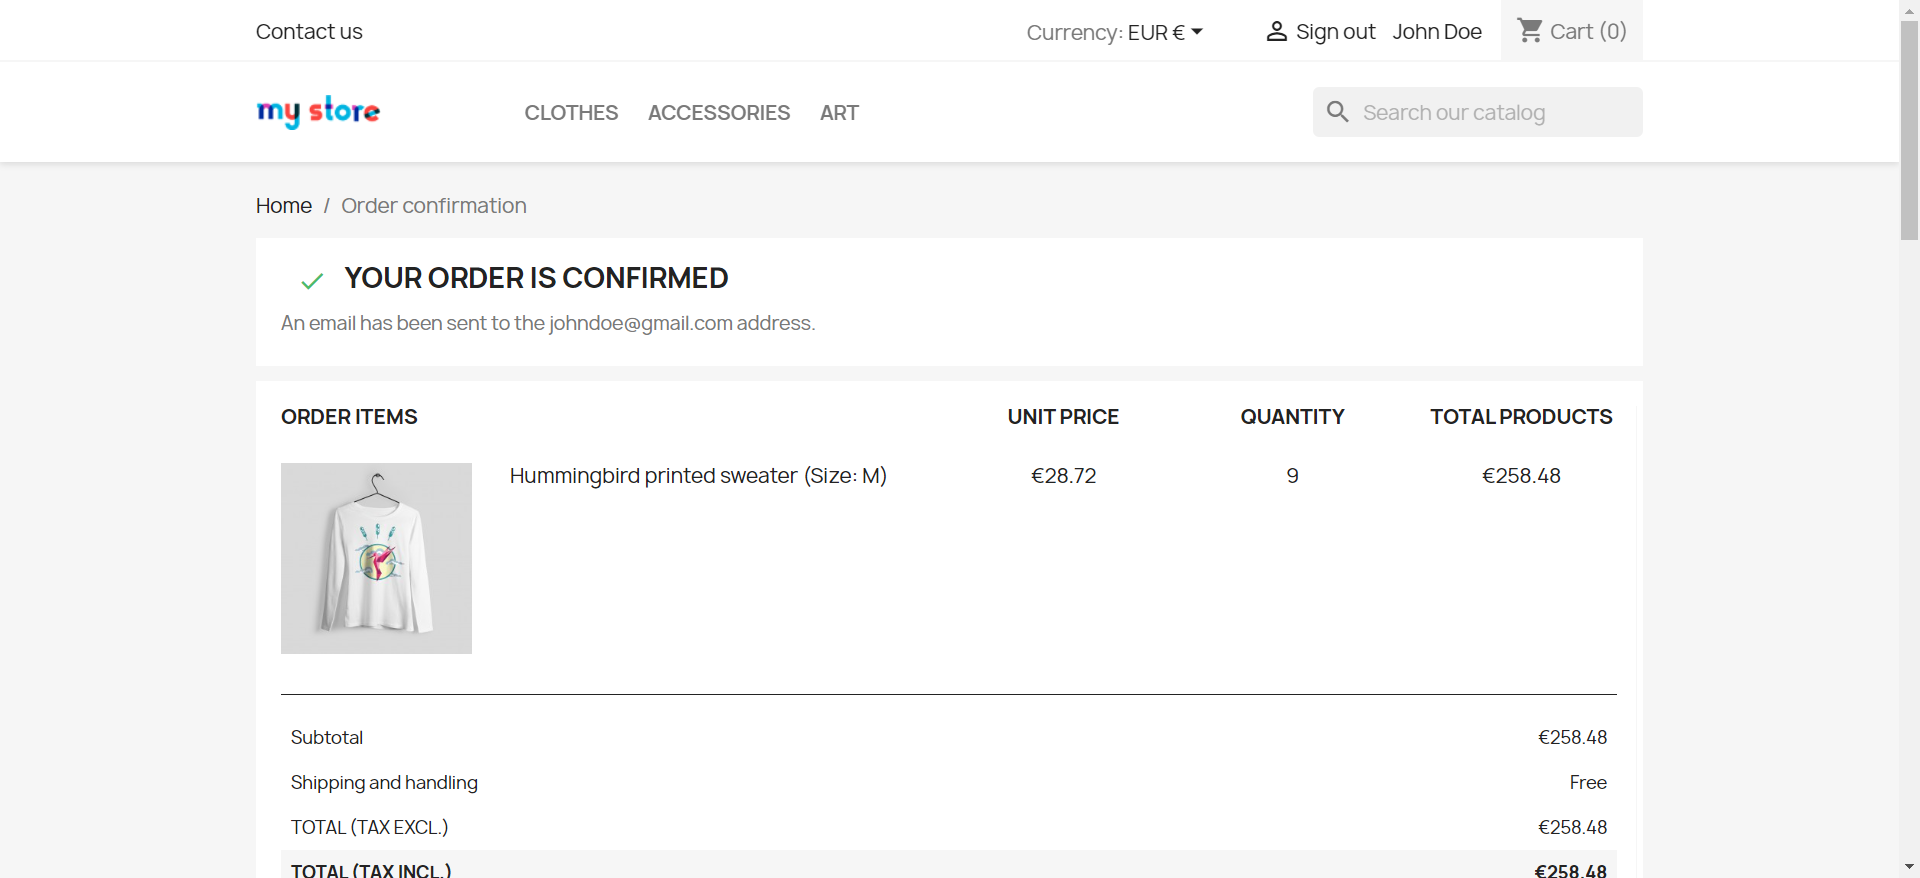 Contact us
Currency: EUR €
Sign out
John Doe
Cart (0)
my store
CLOTHES
ACCESSORIES
ART
Search our catalog
Home / Order confirmation
YOUR ORDER IS CONFIRMED
An email has been sent to the johndoe@gmail.com address.
ORDER ITEMS UNIT PRICE QUANTITY TOTAL PRODUCTS
Hummingbird printed sweater (Size: M) €28.72 9 €258.48
Subtotal €258.48
Shipping and handling Free
TOTAL (TAX EXCL.) €258.48
TOTAL (TAX INCL.) €258.48